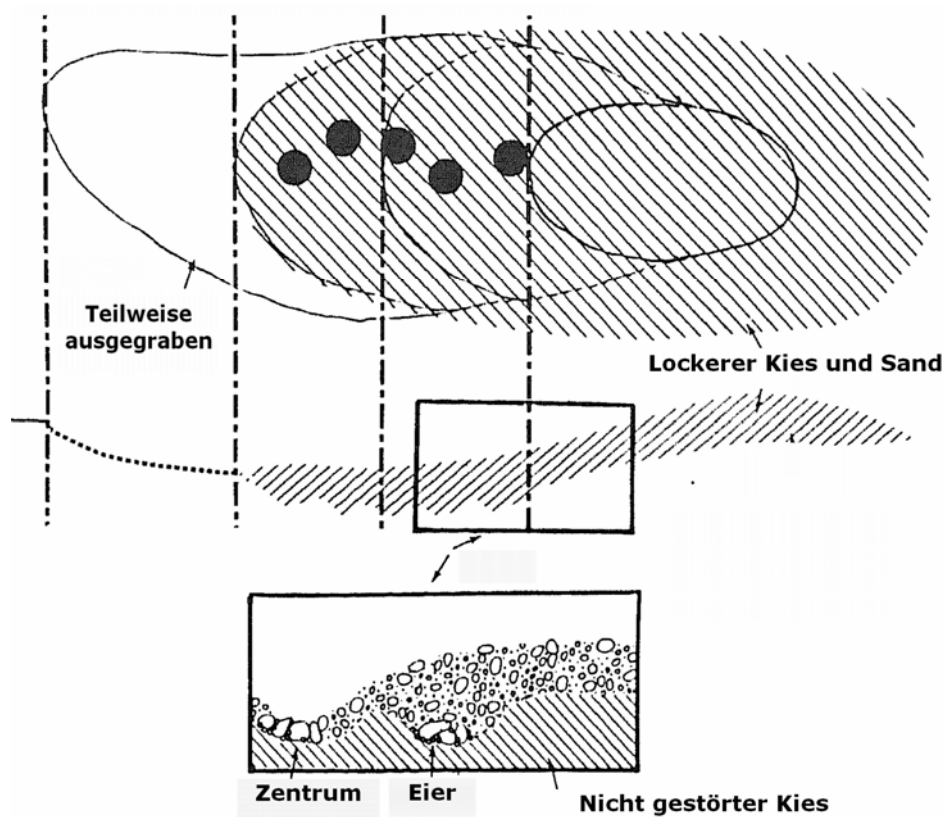 Teilweise
ausgegraben
Lockerer Kies und Sand
Zentrum
Eier
Nicht gestörter Kies